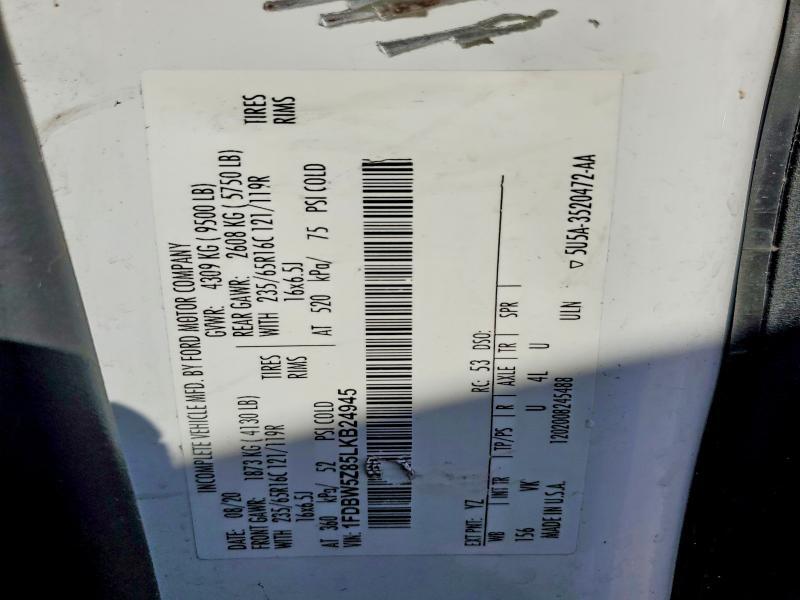 INCOMPLETE VEHICLE MFD. BY FORD MOTOR COMPANY
DATE: 08/20 GVWR: 4309 KG ( 9500 LB)
FRONT GAWR: 1873 KG ( 4130 LB) REAR GAWR: 2608 KG ( 5750 LB)
WITH 235/65R16C 121/119R TIRES WITH 235/65R16C 121/119R TIRES
16x6.5J RIMS 16x6.5J RIMS
AT 360 kPa/ 52 PSI COLD AT 520 kPa/ 75 PSI COLD
VIN: 1FDBW5Z85LKB24945
EXT PNT: YZ RC: 53 DSO:
WB INT TR TP/PS R AXLE TR SPR
156 VK U 4L U
MADE IN U.S.A. 1202008245488 ULN
▽ 5U5A-3520472-AA